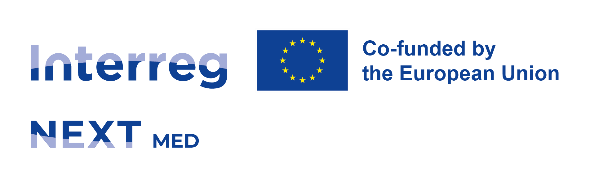 Interreg
Co-funded by
the European Union
NEXT MED